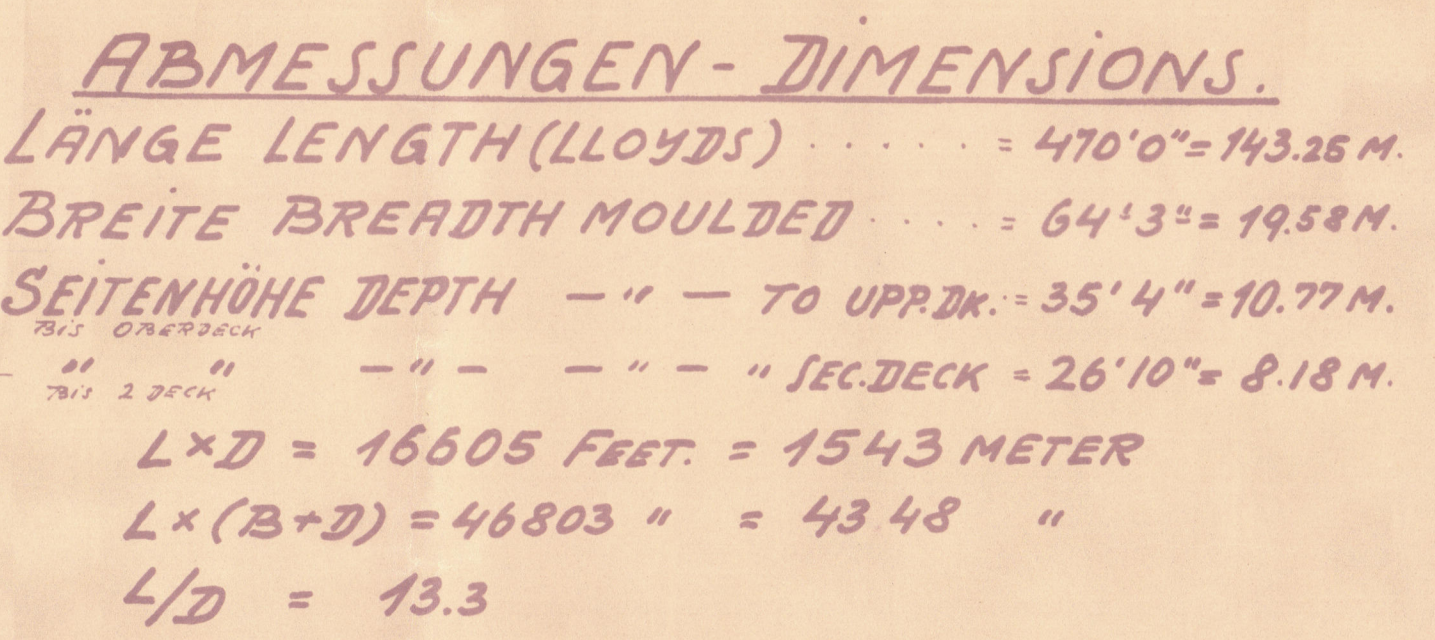 ABMESSUNGEN - DIMENSIONS.
LÄNGE LENGTH (LLOYDS) . . . . . = 470'0" = 143.26 M.
BREITE BREADTH MOULDED . . . . = 64'3" = 19.58 M.
SEITENHÖHE DEPTH — " — TO UPP.DK. . = 35'4" = 10.77 M.
BIS OBERDECK
" " — " — — " — " SEC.DECK = 26'10" = 8.18 M.
BIS 2 DECK
L×D = 16605 FEET. = 1543 METER
L×(B+D) = 46803 " = 4348 "
L/D = 13.3